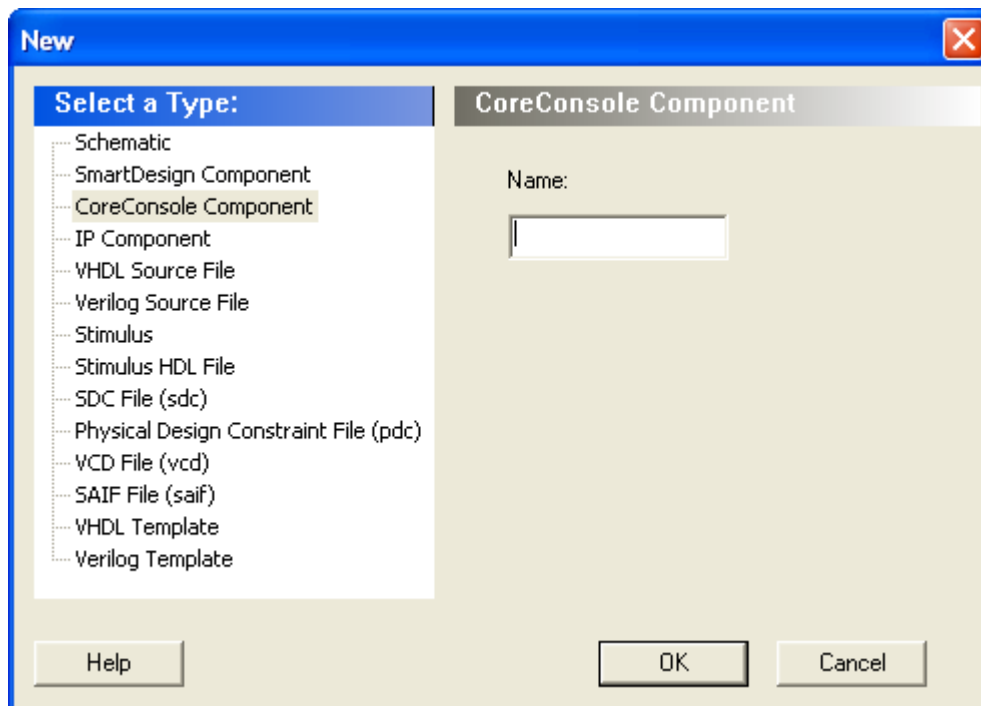 New
Select a Type:
Schematic
SmartDesign Component
CoreConsole Component
IP Component
VHDL Source File
Verilog Source File
Stimulus
Stimulus HDL File
SDC File (sdc)
Physical Design Constraint File (pdc)
VCD File (vcd)
SAIF File (saif)
VHDL Template
Verilog Template
CoreConsole Component
Name:
Help
OK
Cancel